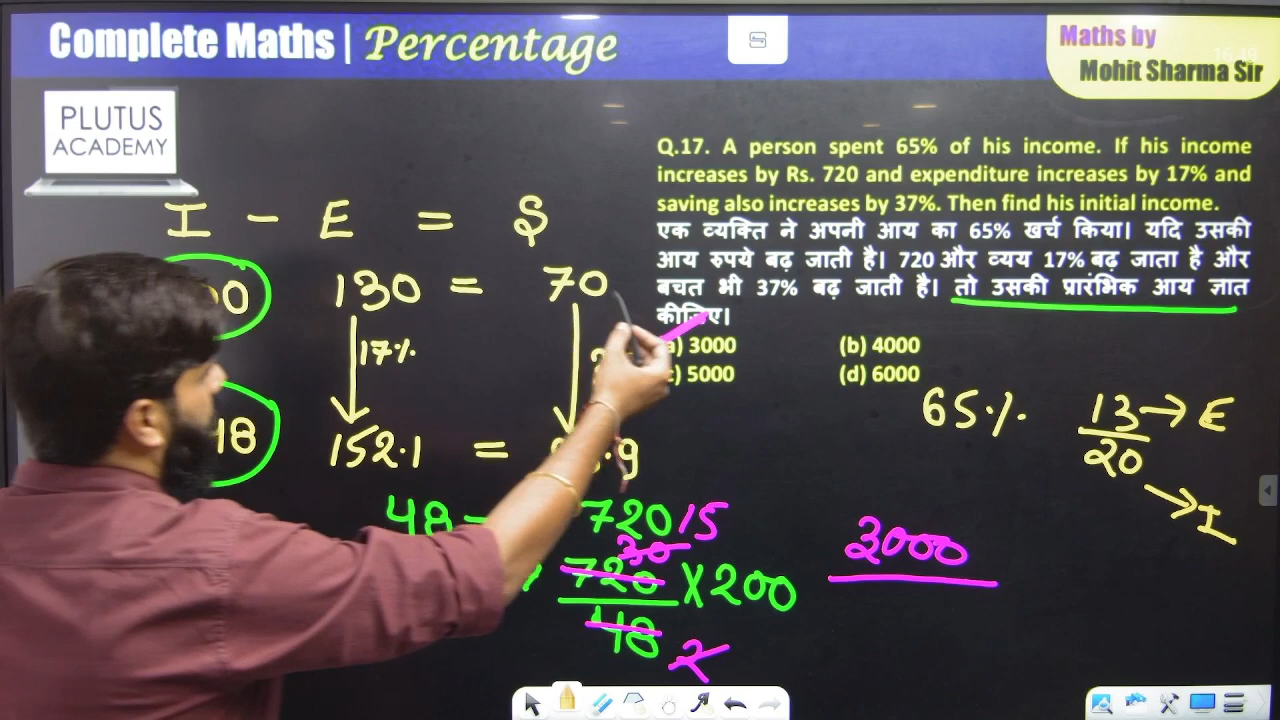 Complete Maths | Percentage
Maths by
Mohit Sharma Sir
PLUTUS
ACADEMY
Q.17. A person spent 65% of his income. If his income
increases by Rs. 720 and expenditure increases by 17% and
saving also increases by 37%. Then find his initial income.
एक व्यक्ति ने अपनी आय का 65% खर्च किया। यदि उसकी
आय रुपये बढ़ जाती है। 720 और व्यय 17% बढ़ जाता है और
बचत भी 37% बढ़ जाती है। तो उसकी प्रारंभिक आय ज्ञात
कीजिए।
(b) 4000
3000
5000
(d) 6000
I - E = S
130 = 70
17%
152.1 =
48
720 15
30
720 × 200
48 2
3000
65% 13 → E
20
→ I